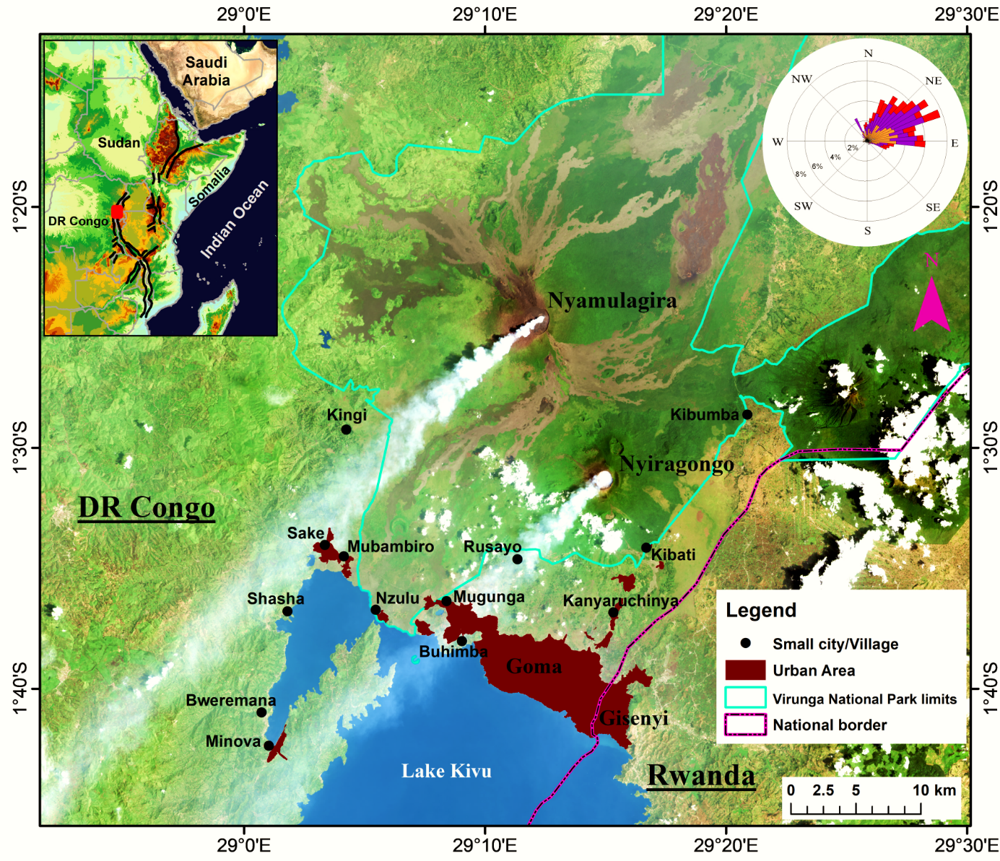 29°0'E
29°10'E
29°20'E
29°30'E
Saudi
Arabia
Sudan
Somalia
DR Congo
Indian Ocean
N
NW
NE
W
E
2%
4%
6%
8%
SW
SE
S
1°20'S
1°20'S
N
Nyamulagira
Kingi
Kibumba
1°30'S
1°30'S
Nyiragongo
DR Congo
Sake
Mubambiro
Rusayo
Kibati
Shasha
Nzulu
Mugunga
Kanyaruchinya
Buhimba
Goma
Legend
Small city/Village
Urban Area
Virunga National Park limits
National border
1°40'S
1°40'S
Bweremana
Gisenyi
Minova
Lake Kivu
Rwanda
0 2.5 5 10 km
29°0'E
29°10'E
29°20'E
29°30'E